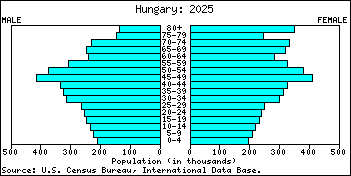 Hungary: 2025
MALE
FEMALE
80+
75-79
70-74
65-69
60-64
55-59
50-54
45-49
40-44
35-39
30-34
25-29
20-24
15-19
10-14
5-9
0-4
500 400 300 200 100 0 0 100 200 300 400 500
Population (in thousands)
Source: U.S. Census Bureau, International Data Base.